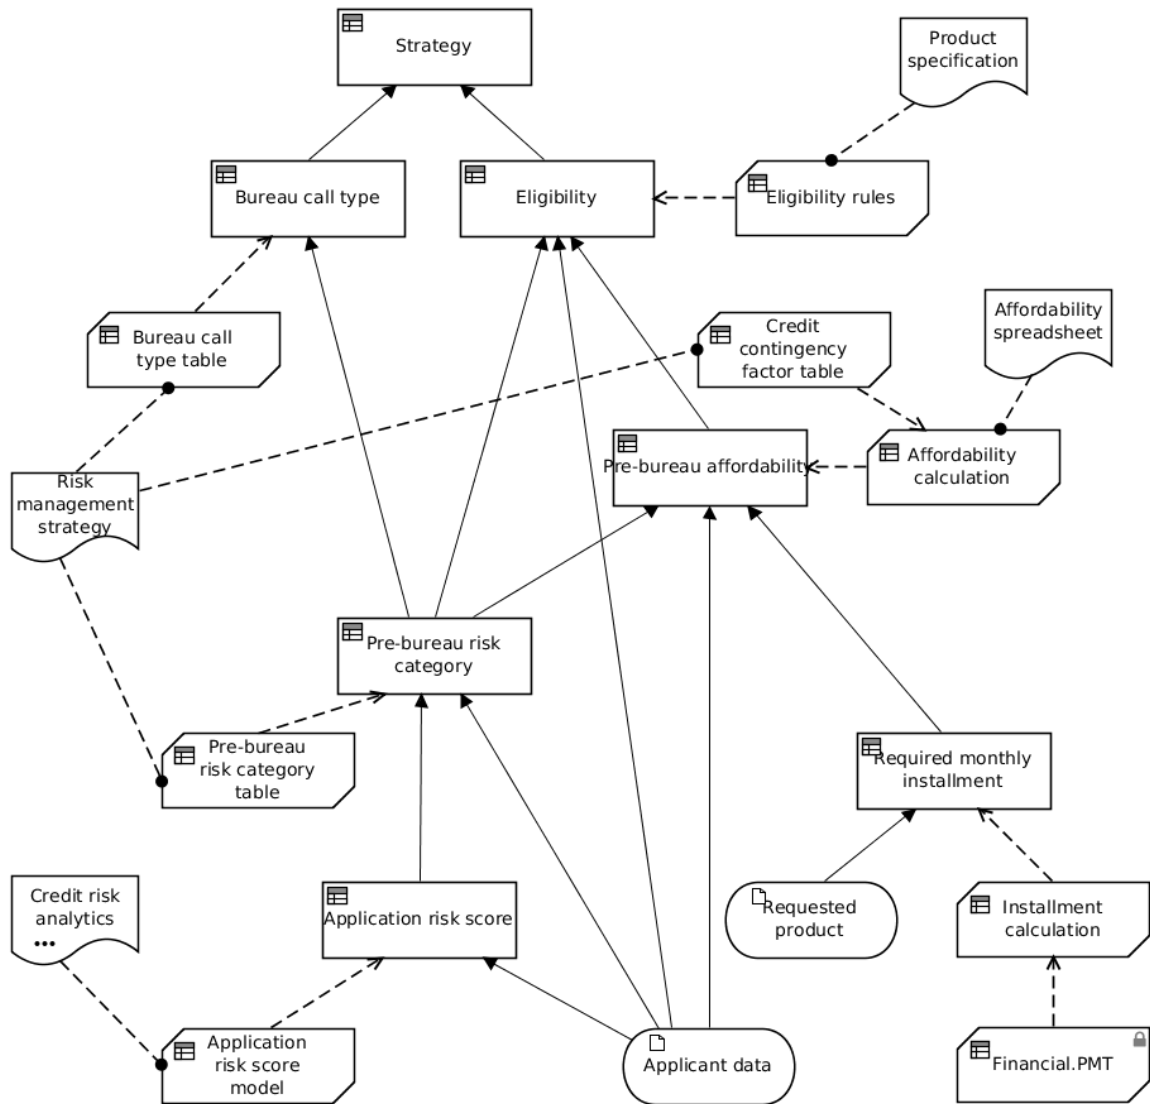 Strategy
Product
specification
Bureau call type
Eligibility
Eligibility rules
Bureau call
type table
Credit
contingency
factor table
Affordability
spreadsheet
Pre-bureau affordability
Affordability
calculation
Risk
management
strategy
Pre-bureau risk
category
Pre-bureau
risk category
table
Required monthly
installment
Credit risk
analytics
...
Application risk score
Requested
product
Installment
calculation
Application
risk score
model
Applicant data
Financial.PMT